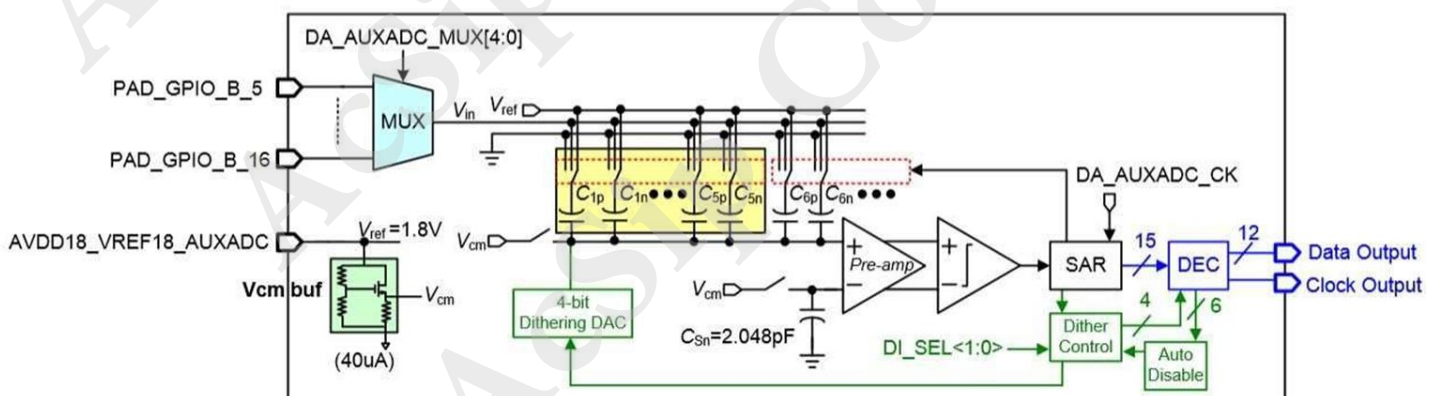 DA_AUXADC_MUX[4:0]
PAD_GPIO_B_5
MUX
Vin
Vref
PAD_GPIO_B_16
C1p
C1n
C5p
C5n
C6p
C6n
DA_AUXADC_CK
AVDD18_VREF18_AUXADC
Vref =1.8V
Vcm
Vcm buf
Vcm
(40uA)
4-bit
Dithering DAC
Vcm
CSn=2.048pF
+
Pre-amp
−
+
−
SAR
15
DEC
12
Data Output
Clock Output
4
6
DI_SEL<1:0>
Dither
Control
Auto
Disable
AcSip Co